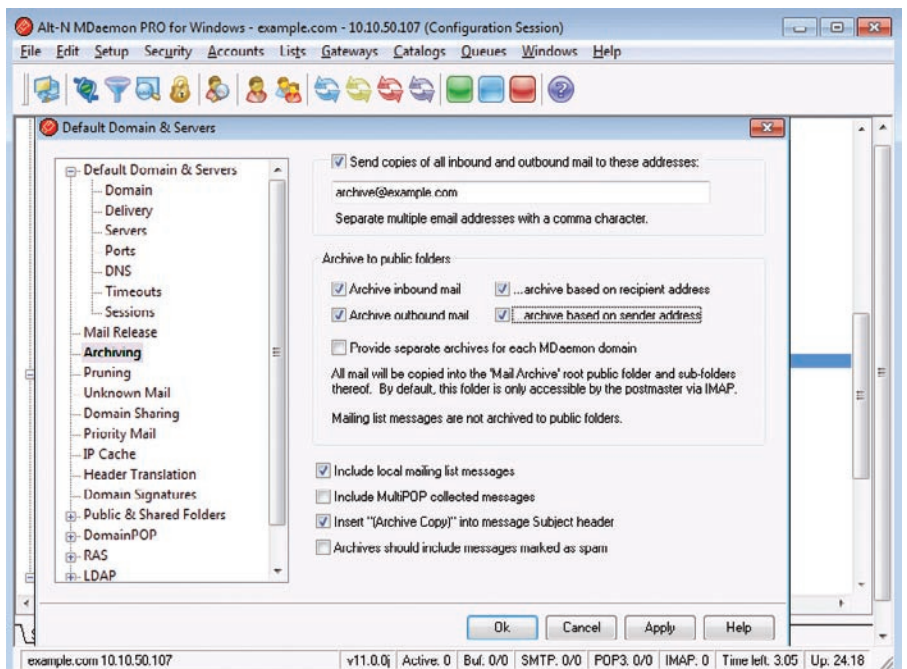 Alt-N MDaemon PRO for Windows - example.com - 10.10.50.107 (Configuration Session)
File Edit Setup Security Accounts Lists Gateways Catalogs Queues Windows Help
Default Domain & Servers
Default Domain & Servers
Domain
Delivery
Servers
Ports
DNS
Timeouts
Sessions
Mail Release
Archiving
Pruning
Unknown Mail
Domain Sharing
Priority Mail
IP Cache
Header Translation
Domain Signatures
Public & Shared Folders
DomainPOP
RAS
LDAP
Send copies of all inbound and outbound mail to these addresses:
archive@example.com
Separate multiple email addresses with a comma character.
Archive to public folders
Archive inbound mail
...archive based on recipient address
Archive outbound mail
...archive based on sender address
Provide separate archives for each MDaemon domain
All mail will be copied into the 'Mail Archive' root public folder and sub-folders
thereof. By default, this folder is only accessible by the postmaster via IMAP.
Mailing list messages are not archived to public folders.
Include local mailing list messages
Include MultiPOP collected messages
Insert "(Archive Copy)" into message Subject header
Archives should include messages marked as spam
Ok Cancel Apply Help
example.com 10.10.50.107 v11.0.0j Active: 0 Buf: 0/0 SMTP: 0/0 POP3: 0/0 IMAP: 0 Time left: 3.05 Up: 24.18